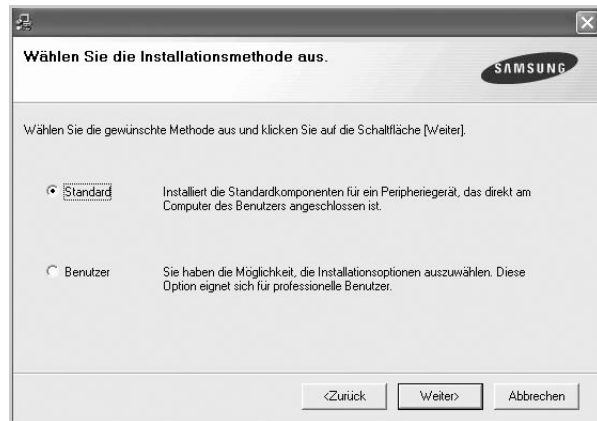 Wählen Sie die Installationsmethode aus.
SAMSUNG
Wählen Sie die gewünschte Methode aus und klicken Sie auf die Schaltfläche [Weiter].
Standard
Installiert die Standardkomponenten für ein Peripheriegerät, das direkt am
Computer des Benutzers angeschlossen ist.
Benutzer
Sie haben die Möglichkeit, die Installationsoptionen auszuwählen. Diese
Option eignet sich für professionelle Benutzer.
<Zurück
Weiter>
Abbrechen